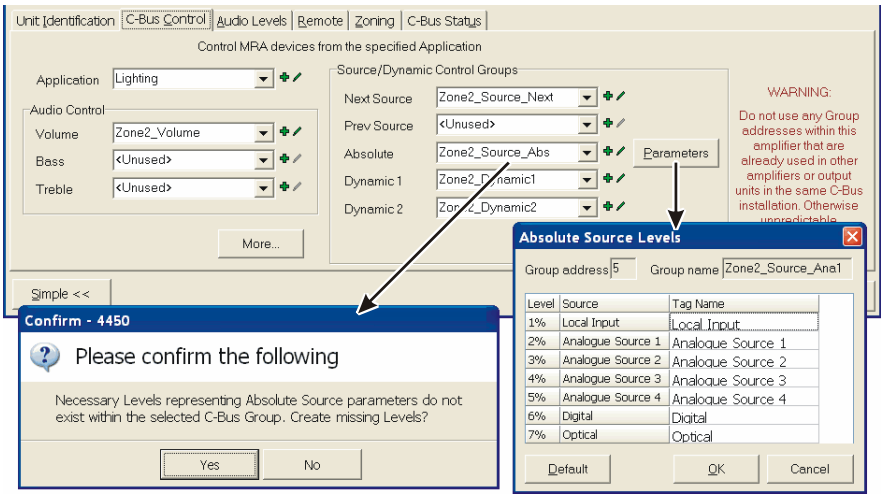 Unit Identification C-Bus Control Audio Levels Remote Zoning C-Bus Status
Control MRA devices from the specified Application
Application Lighting
Audio Control
Volume Zone2_Volume
Bass <Unused>
Treble <Unused>
More...
Source/Dynamic Control Groups
Next Source Zone2_Source_Next
Prev Source <Unused>
Absolute Zone2_Source_Abs
Parameters
Dynamic 1 Zone2_Dynamic1
Dynamic 2 Zone2_Dynamic2
WARNING:
Do not use any Group
addresses within this
amplifier that are
already used in other
amplifiers or output
units in the same C-Bus
installation. Otherwise
unpredictable
Simple <<
Confirm - 4450
Please confirm the following
Necessary Levels representing Absolute Source parameters do not
exist within the selected C-Bus Group. Create missing Levels?
Yes No
Absolute Source Levels
Group address 5 Group name Zone2_Source_Ana1
Level Source Tag Name
1% Local Input Local Input
2% Analogue Source 1 Analogue Source 1
3% Analogue Source 2 Analogue Source 2
4% Analogue Source 3 Analogue Source 3
5% Analogue Source 4 Analogue Source 4
6% Digital Digital
7% Optical Optical
Default OK Cancel